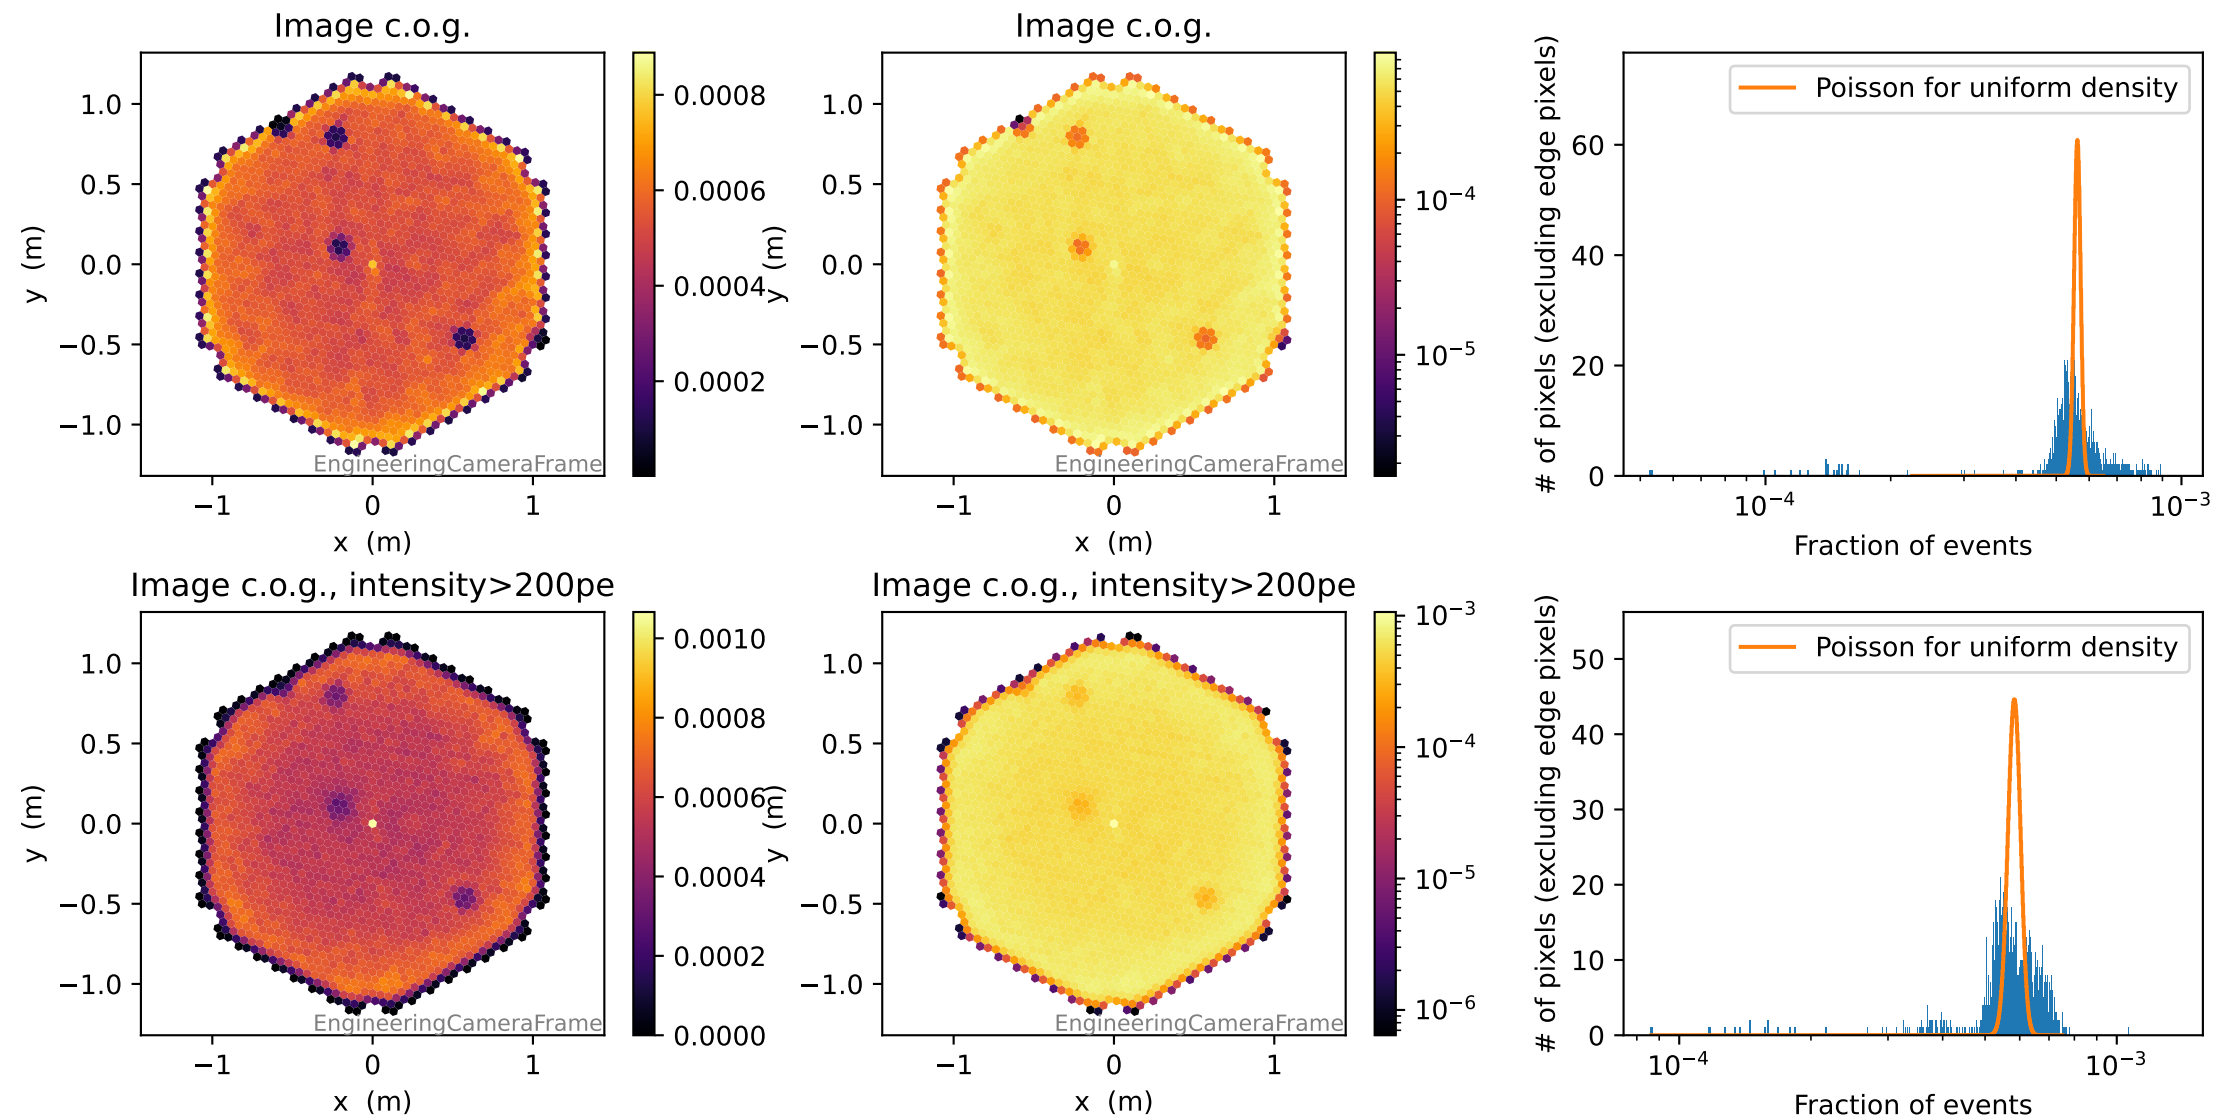 Image c.o.g.
y (m)
1.0
0.5
0.0
−0.5
−1.0
−1 0 1
x (m)
EngineeringCameraFrame
0.0008
0.0006
0.0004
0.0002
Image c.o.g.
y (m)
1.0
0.5
0.0
−0.5
−1.0
−1 0 1
x (m)
EngineeringCameraFrame
10⁻⁴
10⁻⁵
# of pixels (excluding edge pixels)
60
40
20
0
Poisson for uniform density
10⁻⁴ 10⁻³
Fraction of events
Image c.o.g., intensity>200pe
y (m)
1.0
0.5
0.0
−0.5
−1.0
−1 0 1
x (m)
EngineeringCameraFrame
0.0010
0.0008
0.0006
0.0004
0.0002
0.0000
Image c.o.g., intensity>200pe
y (m)
1.0
0.5
0.0
−0.5
−1.0
−1 0 1
x (m)
EngineeringCameraFrame
10⁻³
10⁻⁴
10⁻⁵
10⁻⁶
# of pixels (excluding edge pixels)
50
40
30
20
10
0
Poisson for uniform density
10⁻⁴ 10⁻³
Fraction of events